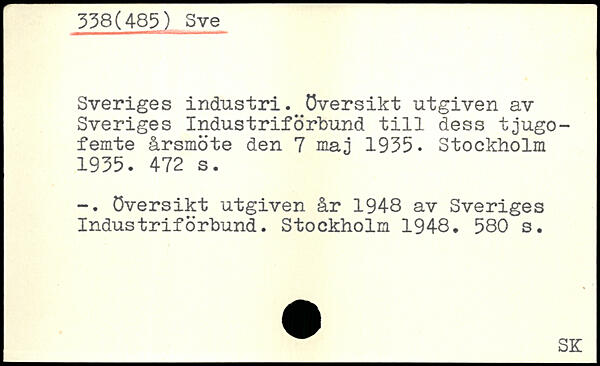 338(485) Sve
Sveriges industri. Översikt utgiven av
Sveriges Industriförbund till dess tjugo-
femte årsmöte den 7 maj 1935. Stockholm
1935. 472 s.
-. Översikt utgiven år 1948 av Sveriges
Industriförbund. Stockholm 1948. 580 s.
SK